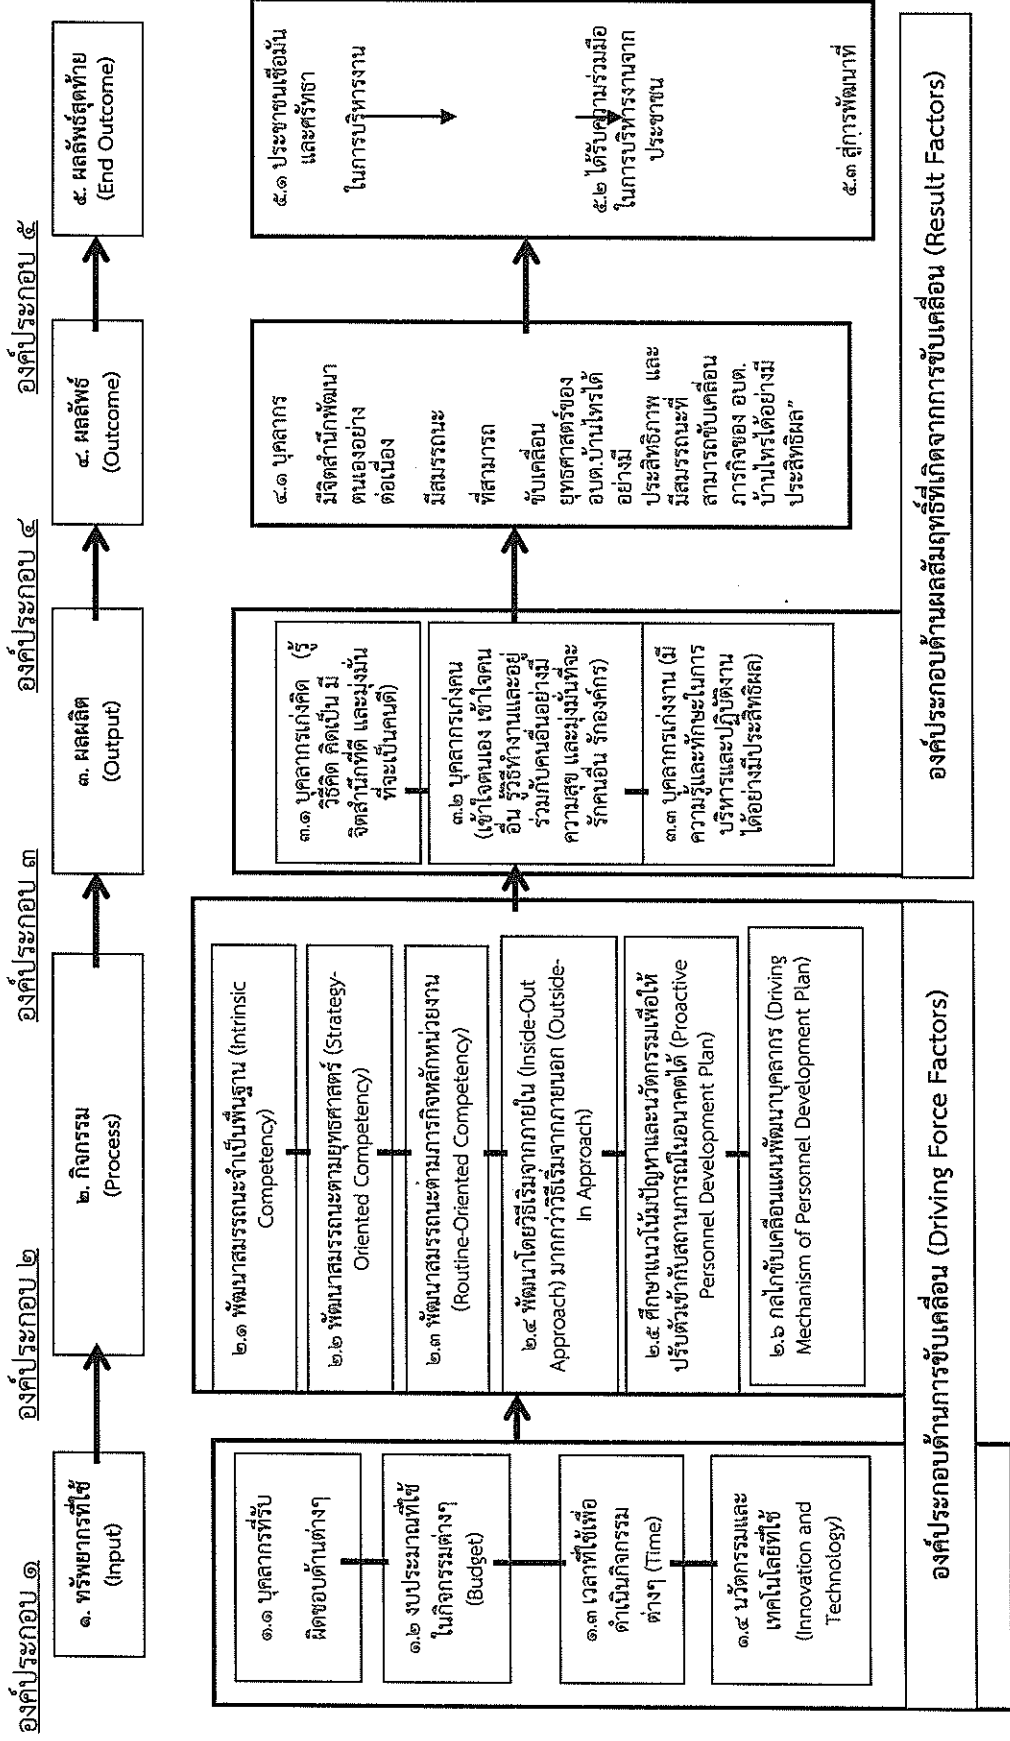 องค์ประกอบ ๑
๑. ทรัพยากรที่ใช้
(Input)
๑.๑ บุคลากรที่รับ
ผิดชอบด้านต่างๆ
๑.๒ งบประมาณที่ใช้
ในกิจกรรมต่างๆ
(Budget)
๑.๓ เวลาที่ใช้เพื่อ
ดำเนินกิจกรรม
ต่างๆ (Time)
๑.๔ นวัตกรรมและ
เทคโนโลยีที่ใช้
(Innovation and
Technology)
องค์ประกอบ ๒
๒. กิจกรรม
(Process)
๒.๑ พัฒนาสมรรถนะจำเป็นพื้นฐาน (Intrinsic
Competency)
๒.๒ พัฒนาสมรรถนะตามยุทธศาสตร์ (Strategy-
Oriented Competency)
๒.๓ พัฒนาสมรรถนะตามภารกิจหลักหน่วยงาน
(Routine-Oriented Competency)
๒.๔ พัฒนาโดยวิธีเริ่มจากภายใน (Inside-Out
Approach) มากกว่าวิธีเริ่มจากภายนอก (Outside-
In Approach)
๒.๕ ศึกษาแนวโน้มปัญหาและนวัตกรรมเพื่อให้
ปรับตัวเข้ากับสถานการณ์ในอนาคตได้ (Proactive
Personnel Development Plan)
๒.๖ กลไกขับเคลื่อนแผนพัฒนาบุคลากร (Driving
Mechanism of Personnel Development Plan)
องค์ประกอบด้านการขับเคลื่อน (Driving Force Factors)
องค์ประกอบ ๓
๓. ผลผลิต
(Output)
๓.๑ บุคลากรเก่งคิด (รู้
วิธีคิด คิดเป็น มี
จิตสำนึกที่ดี และมุ่งมั่น
ที่จะเป็นคนดี)
๓.๒ บุคลากรเก่งคน
(เข้าใจตนเอง เข้าใจคน
อื่น รู้วิธีทำงานและอยู่
ร่วมกับคนอื่นอย่างมี
ความสุข และมุ่งมั่นที่จะ
รักคนอื่น รักองค์กร)
๓.๓ บุคลากรเก่งงาน (มี
ความรู้และทักษะในการ
บริหารและปฏิบัติงาน
ได้อย่างมีประสิทธิผล)
องค์ประกอบ ๔
๔. ผลลัพธ์
(Outcome)
๔.๑ บุคลากร
มีจิตสำนึกพัฒนา
ตนเองอย่าง
ต่อเนื่อง
มีสมรรถนะ
ที่สามารถ
ขับเคลื่อน
ยุทธศาสตร์ของ
อบต.บ้านไทรได้
อย่างมี
ประสิทธิภาพ และ
มีสมรรถนะที่
สามารถขับเคลื่อน
ภารกิจของ อบต.
บ้านไทรได้อย่างมี
ประสิทธิผล”
องค์ประกอบ ๕
๕. ผลลัพธ์สุดท้าย
(End Outcome)
๕.๑ ประชาชนเชื่อมั่น
และศรัทธา
ในการบริหารงาน
๕.๒ ได้รับความร่วมมือ
ในการบริหารงานจาก
ประชาชน
๕.๓ สู่การพัฒนาที่
องค์ประกอบด้านผลสัมฤทธิ์ที่เกิดจากการขับเคลื่อน (Result Factors)